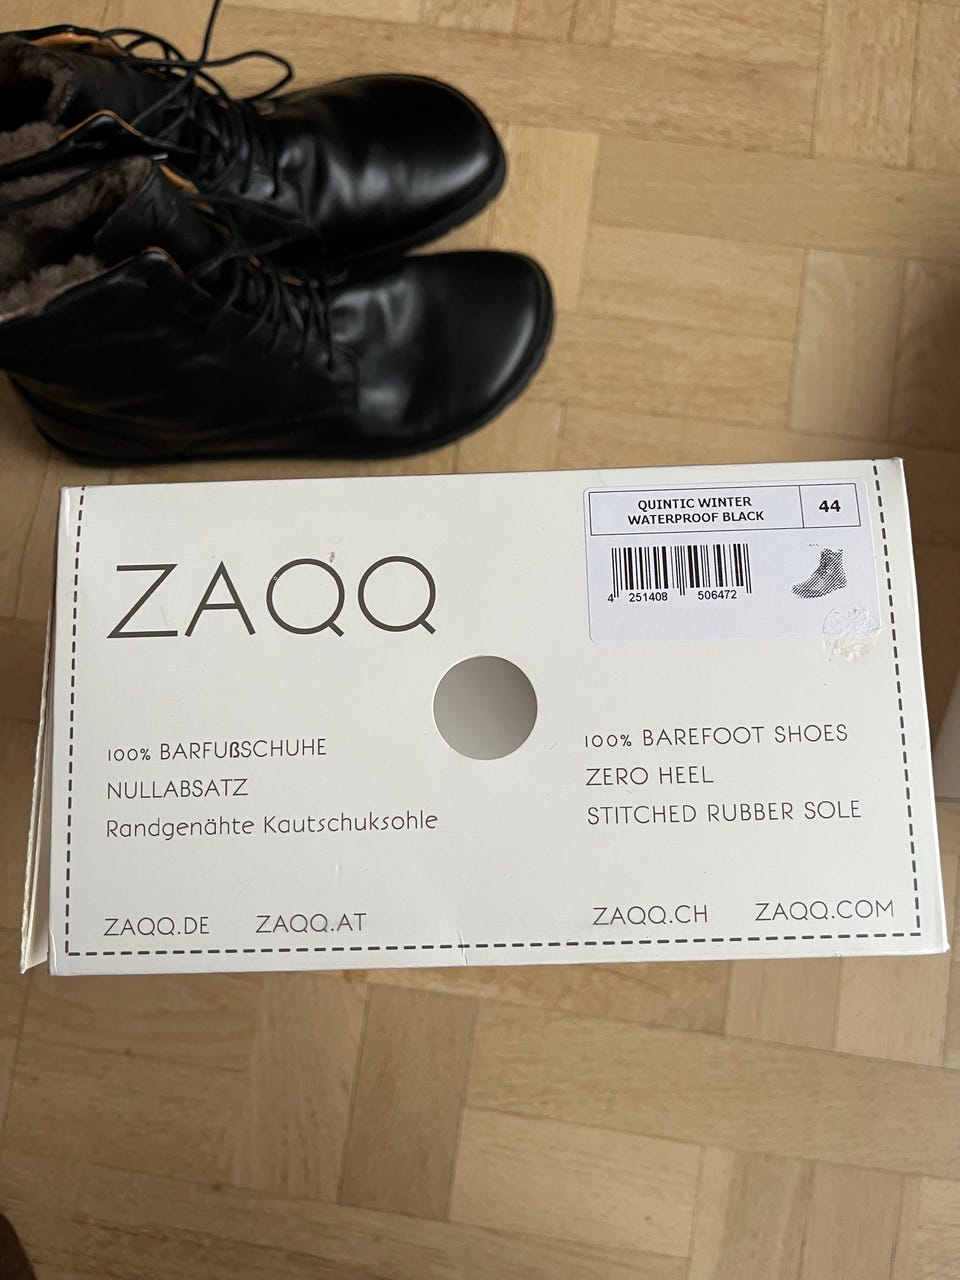 QUINTIC WINTER
WATERPROOF BLACK
44
4 251408 506472
ZAQQ
100% BARFUßSCHUHE
NULLABSATZ
Randgenähte Kautschuksohle
100% BAREFOOT SHOES
ZERO HEEL
STITCHED RUBBER SOLE
ZAQQ.DE ZAQQ.AT ZAQQ.CH ZAQQ.COM